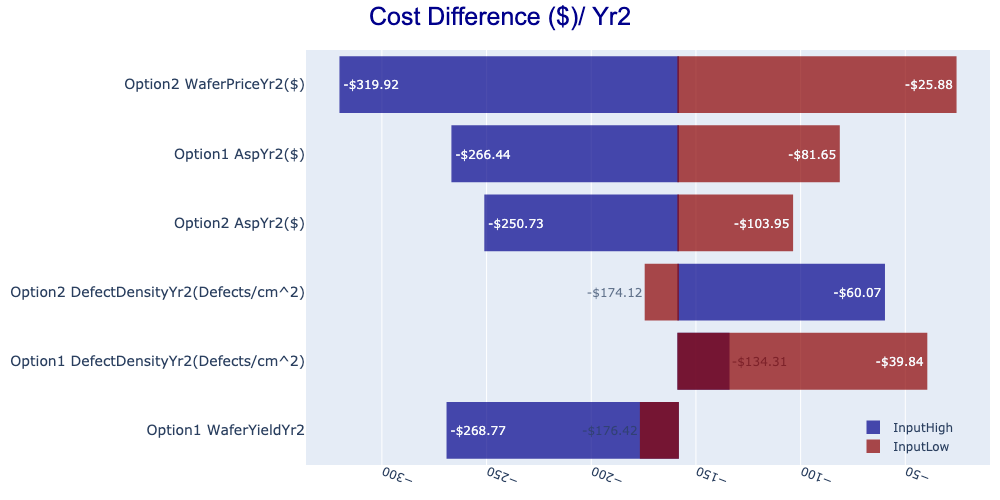 Cost Difference ($)/ Yr2
Option2 WaferPriceYr2($)
-$319.92
-$25.88
Option1 AspYr2($)
-$266.44
-$81.65
Option2 AspYr2($)
-$250.73
-$103.95
Option2 DefectDensityYr2(Defects/cm^2)
-$174.12
-$60.07
Option1 DefectDensityYr2(Defects/cm^2)
-$134.31
-$39.84
Option1 WaferYieldYr2
-$268.77
-$176.42
InputHigh
InputLow
−300
−250
−200
−150
−100
−50